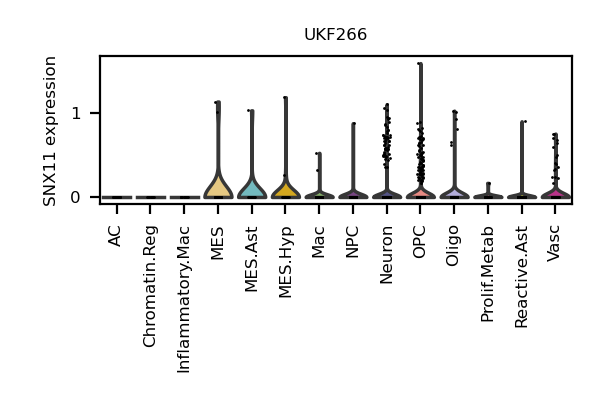 UKF266
SNX11 expression
1
0
AC
Chromatin.Reg
Inflammatory.Mac
MES
MES.Ast
MES.Hyp
Mac
NPC
Neuron
OPC
Oligo
Prolif.Metab
Reactive.Ast
Vasc